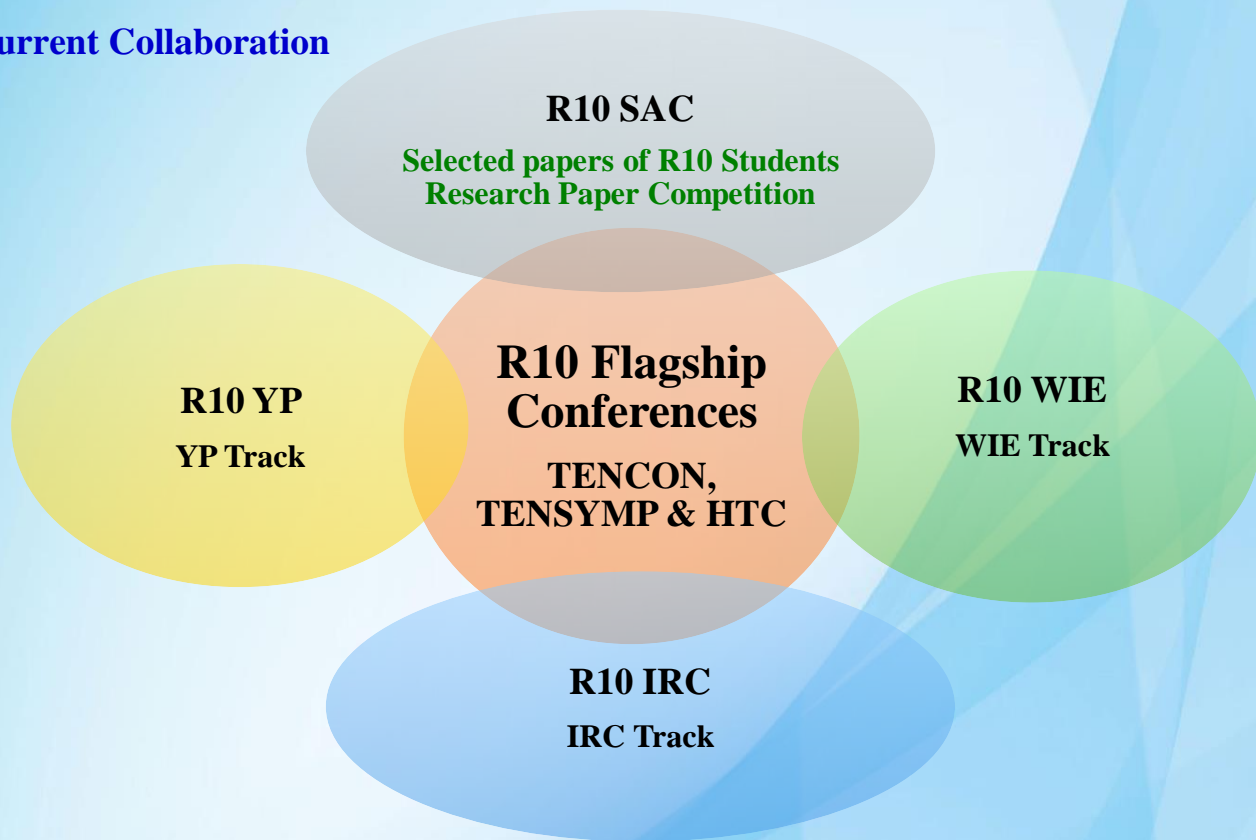 urrent Collaboration
R10 SAC
Selected papers of R10 Students
Research Paper Competition
R10 Flagship
Conferences
TENCON,
TENSYMP & HTC
R10 YP
YP Track
R10 WIE
WIE Track
R10 IRC
IRC Track